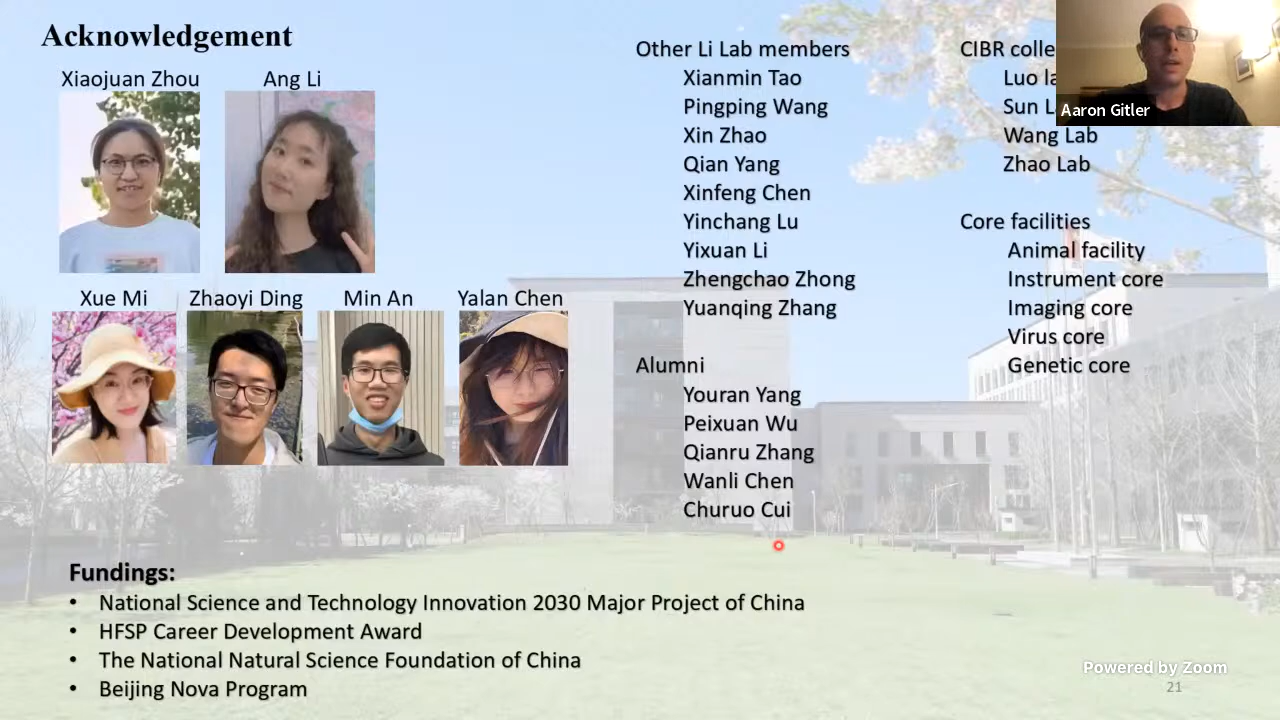 Acknowledgement
Xiaojuan Zhou
Ang Li
Xue Mi
Zhaoyi Ding
Min An
Yalan Chen
Fundings:
• National Science and Technology Innovation 2030 Major Project of China
• HFSP Career Development Award
• The National Natural Science Foundation of China
• Beijing Nova Program
Other Li Lab members
Xianmin Tao
Pingping Wang
Xin Zhao
Qian Yang
Xinfeng Chen
Yinchang Lu
Yixuan Li
Zhengchao Zhong
Yuanqing Zhang
Alumni
Youran Yang
Peixuan Wu
Qianru Zhang
Wanli Chen
Churuo Cui
CIBR
Luo
Sun
Wang Lab
Zhao Lab
Core facilities
Animal facility
Instrument core
Imaging core
Virus core
Genetic core
Aaron Gitler
Powered by Zoom
21